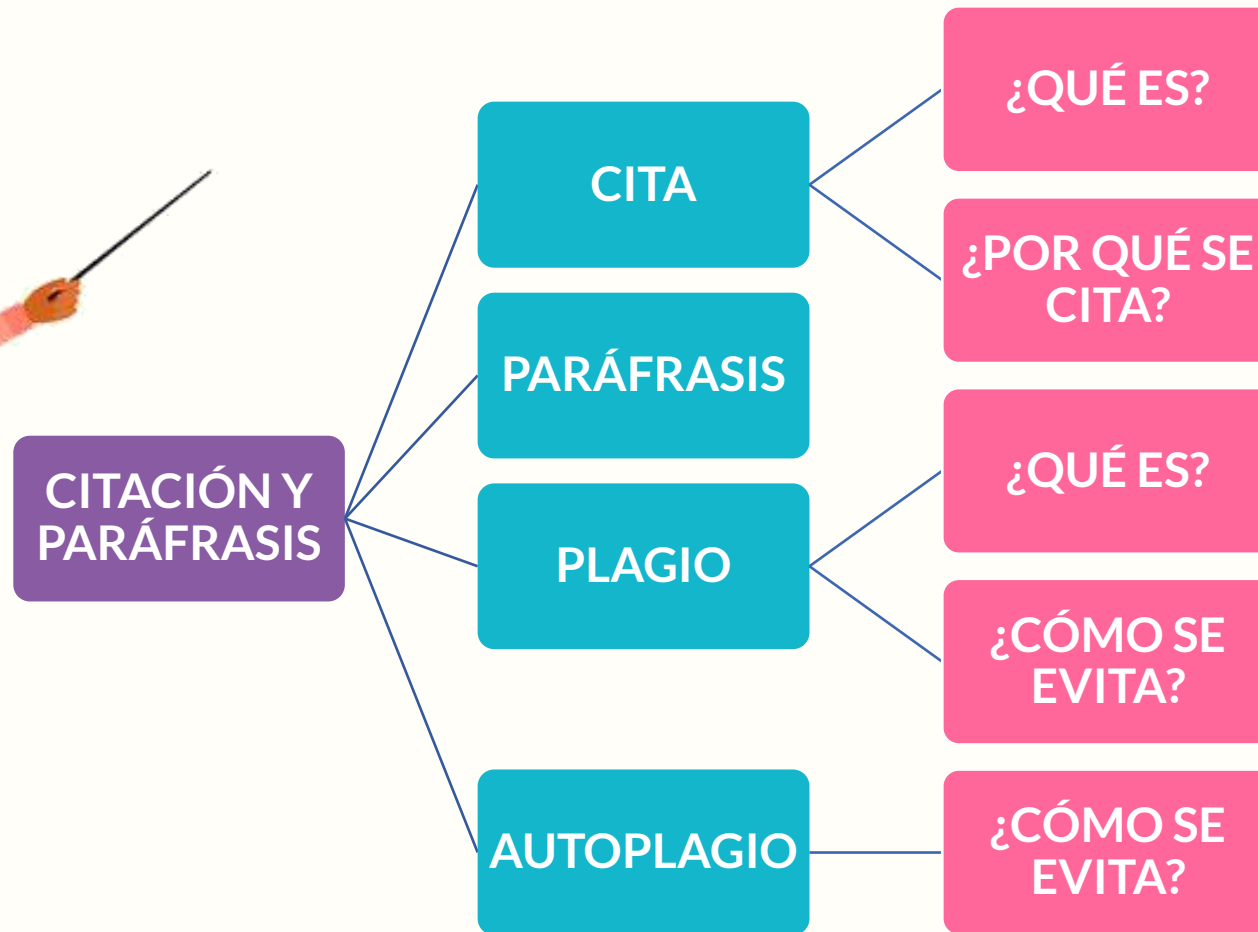 CITACIÓN Y
PARÁFRASIS
CITA
¿QUÉ ES?
¿POR QUÉ SE
CITA?
PARÁFRASIS
PLAGIO
¿QUÉ ES?
¿CÓMO SE
EVITA?
AUTOPLAGIO
¿CÓMO SE
EVITA?